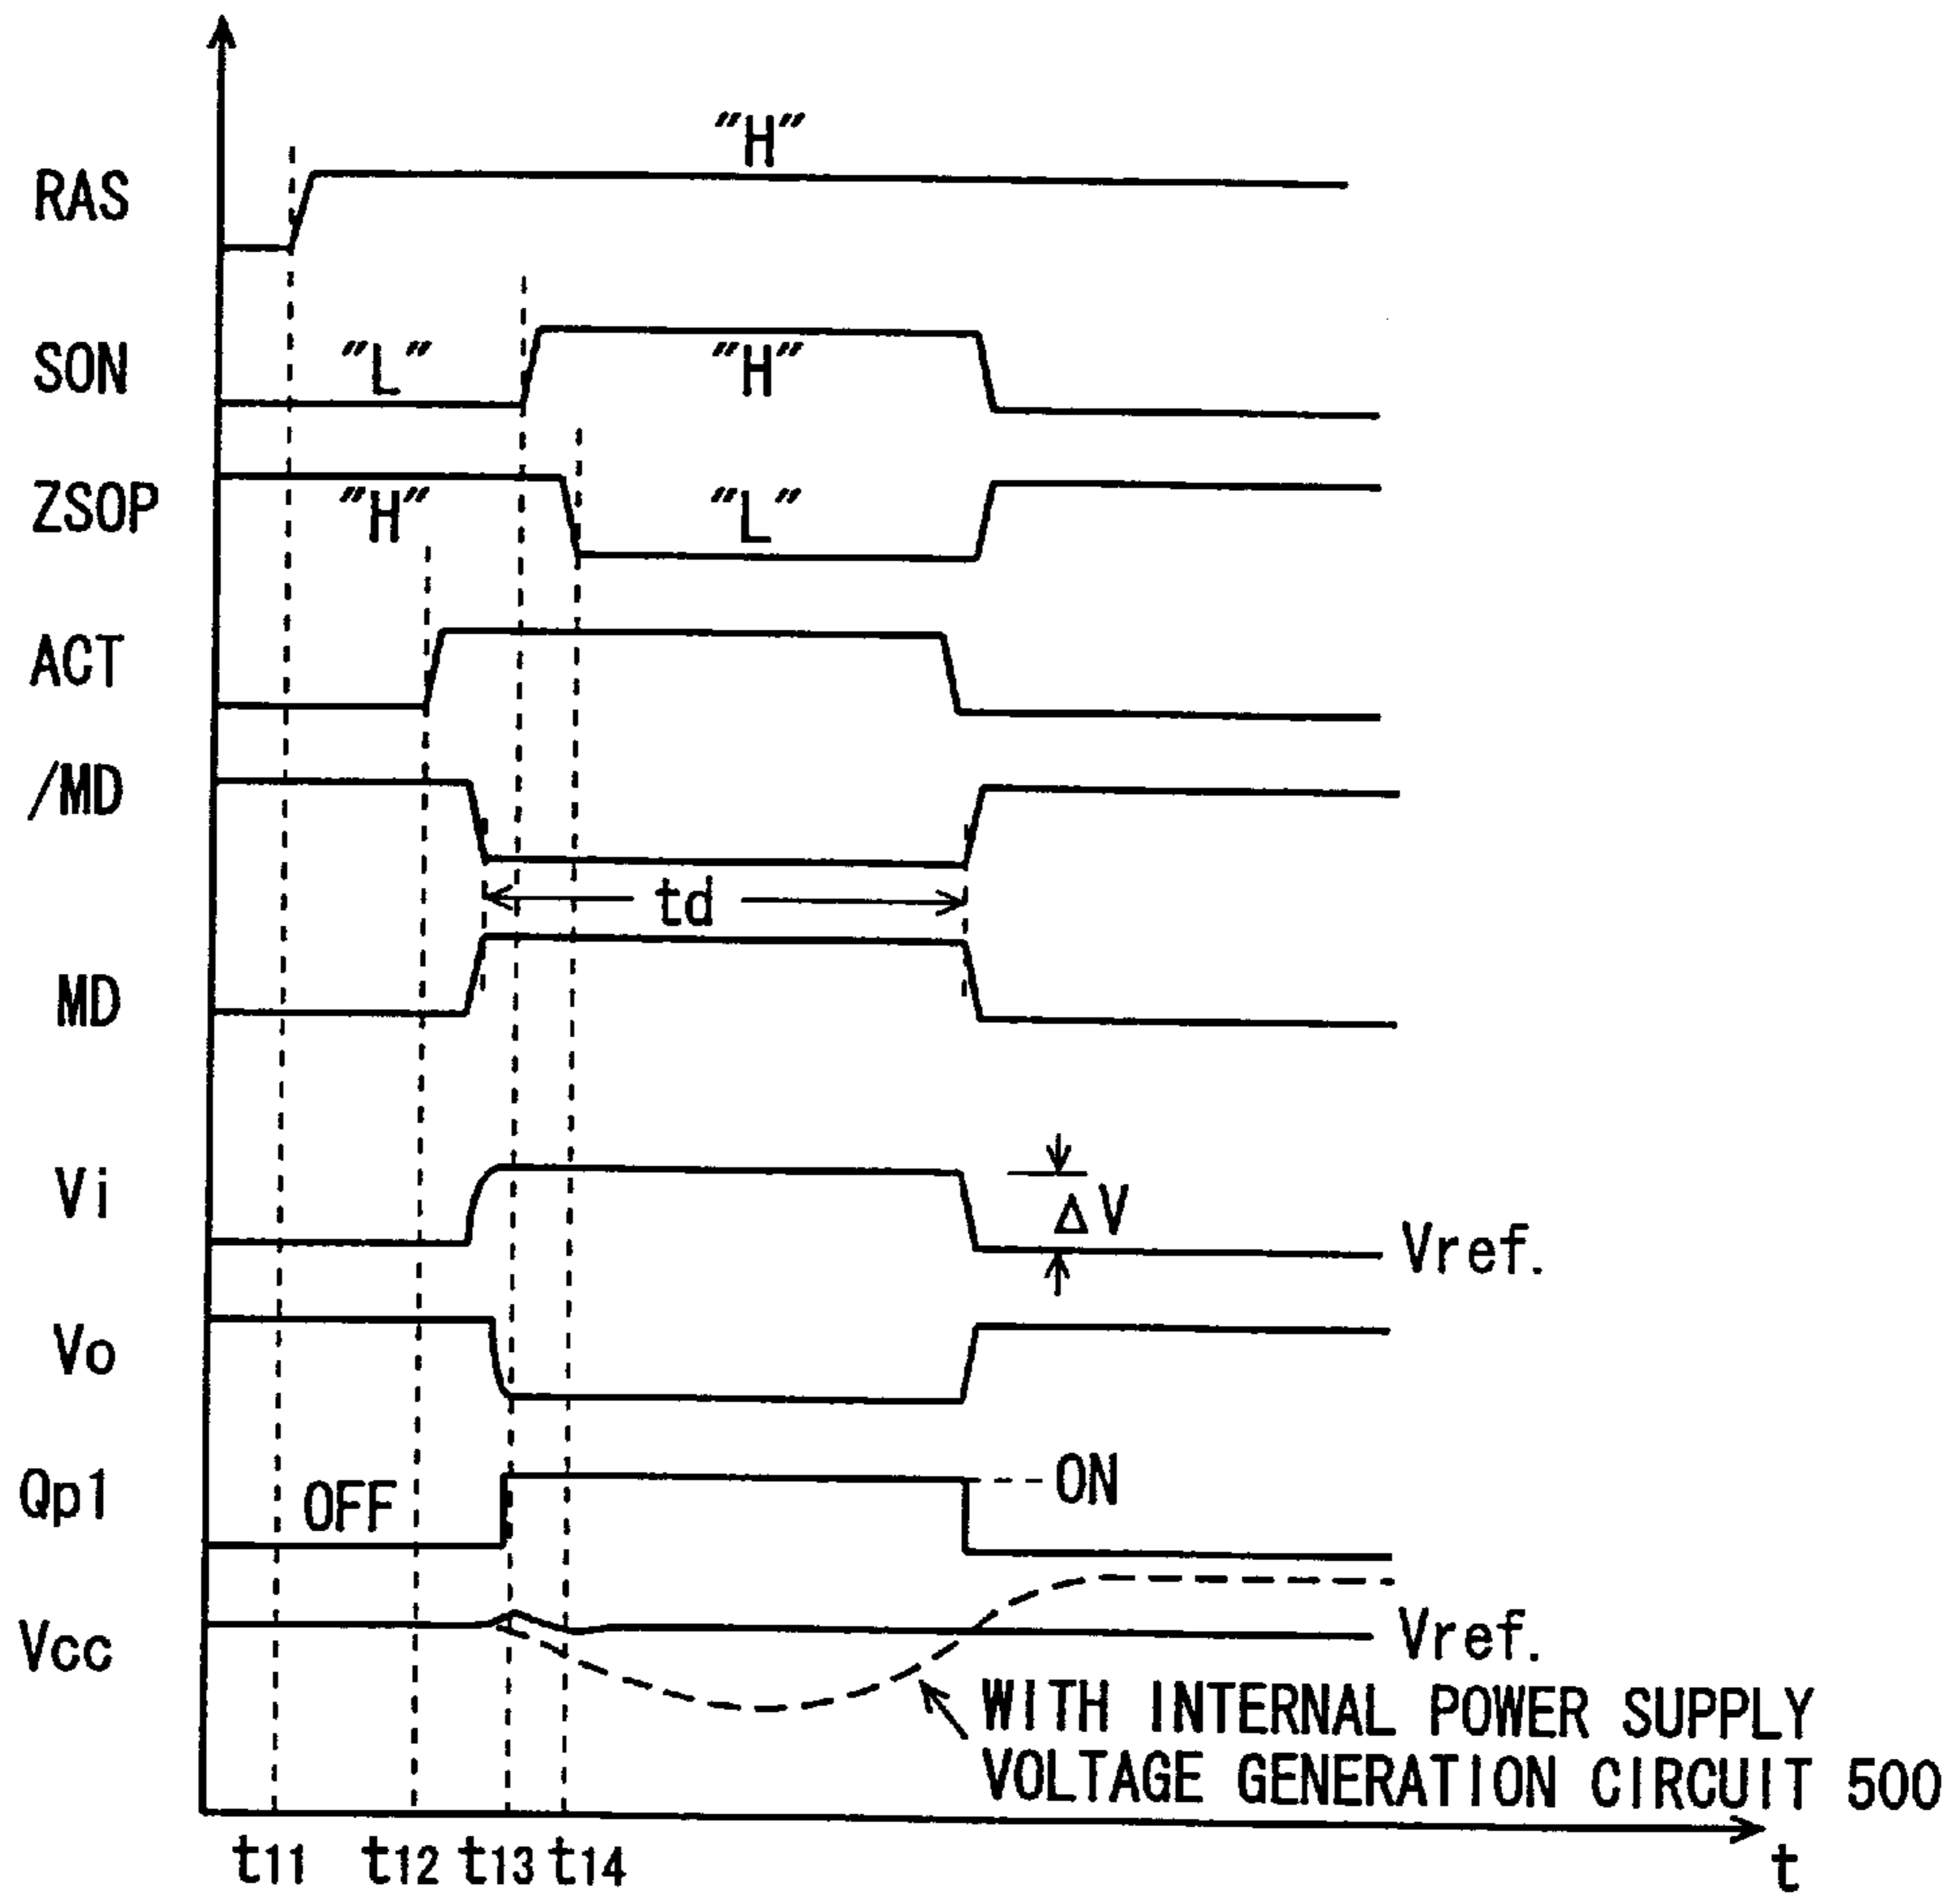 "H"
RAS
SON "L" "H"
ZSOP "H" "L"
ACT
/MD
td
MD
Vi ΔV Vref.
Vo
Qp1 OFF ON
Vcc Vref.
WITH INTERNAL POWER SUPPLY
VOLTAGE GENERATION CIRCUIT 500
t11 t12 t13 t14 t